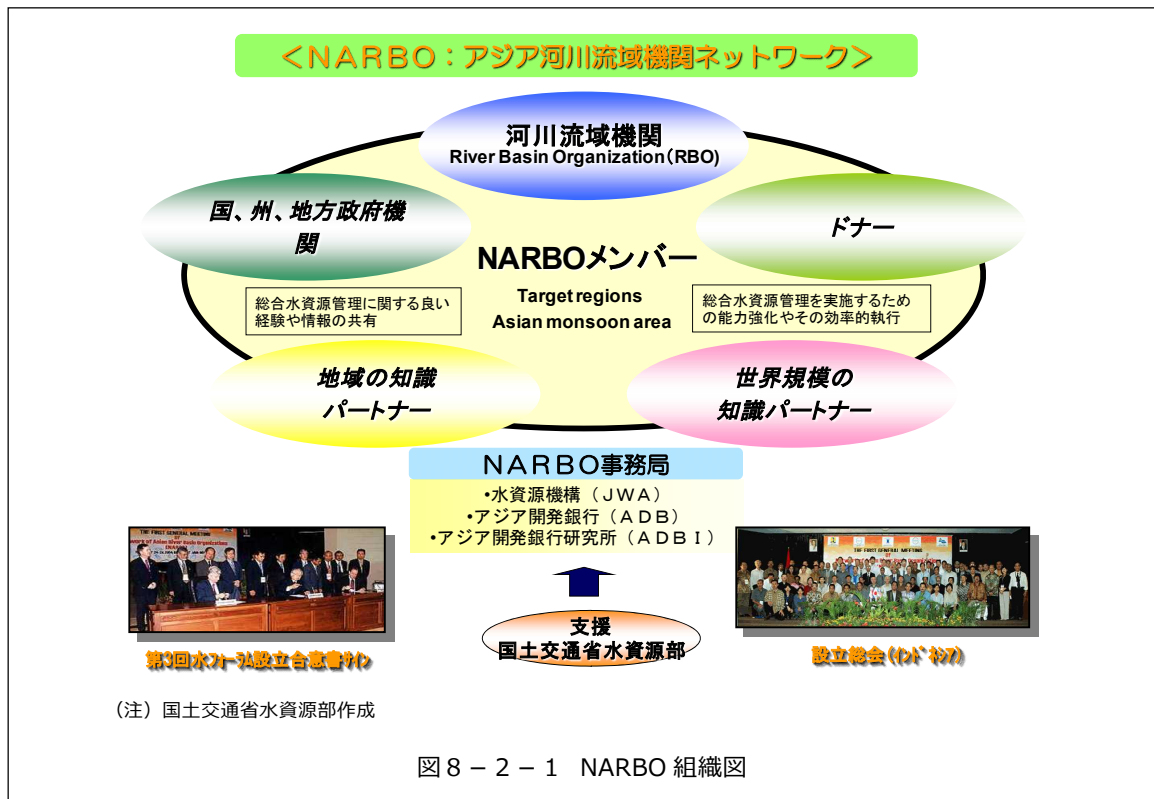 ＜ＮＡＲＢＯ：アジア河川流域機関ネットワーク＞
河川流域機関
River Basin Organization(RBO)
国、州、地方政府機
関
ドナー
NARBOメンバー
Target regions
Asian monsoon area
総合水資源管理に関する良い
経験や情報の共有
総合水資源管理を実施するため
の能力強化やその効率的執行
地域の知識
パートナー
世界規模の
知識パートナー
ＮＡＲＢＯ事務局
•水資源機構（ＪＷＡ）
•アジア開発銀行（ＡＤＢ）
•アジア開発銀行研究所（ＡＤＢＩ）
THE FIRST GENERAL MEETING
OF
THE FIRST GENERAL MEETING
OF
支援
国土交通省水資源部
第3回水ﾌｫｰﾗﾑ設立合意書ｻｲﾝ
設立総会(ｲﾝﾄﾞﾈｼｱ)
（注）国土交通省水資源部作成
図８－２－１ NARBO 組織図